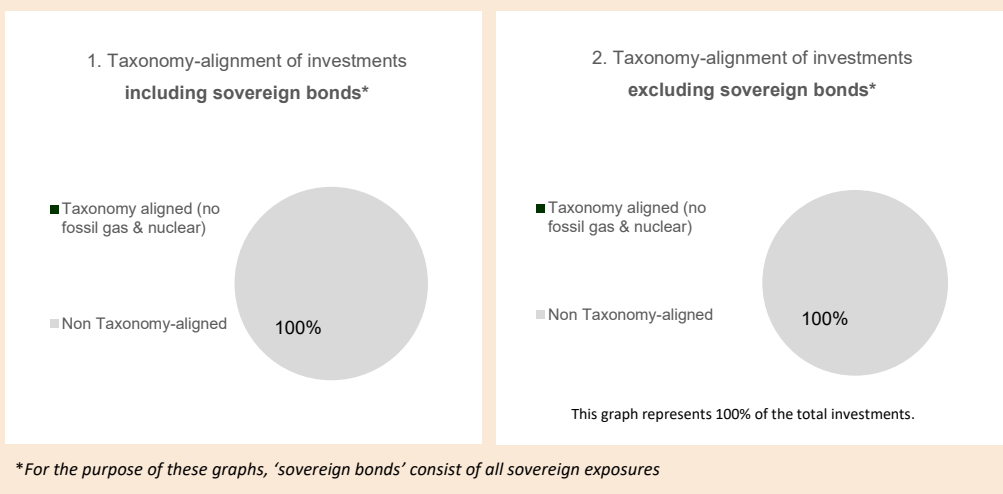 1. Taxonomy-alignment of investments
including sovereign bonds*
Taxonomy aligned (no
fossil gas & nuclear)
Non Taxonomy-aligned
100%
2. Taxonomy-alignment of investments
excluding sovereign bonds*
Taxonomy aligned (no
fossil gas & nuclear)
Non Taxonomy-aligned
100%
This graph represents 100% of the total investments.
*For the purpose of these graphs, ‘sovereign bonds’ consist of all sovereign exposures